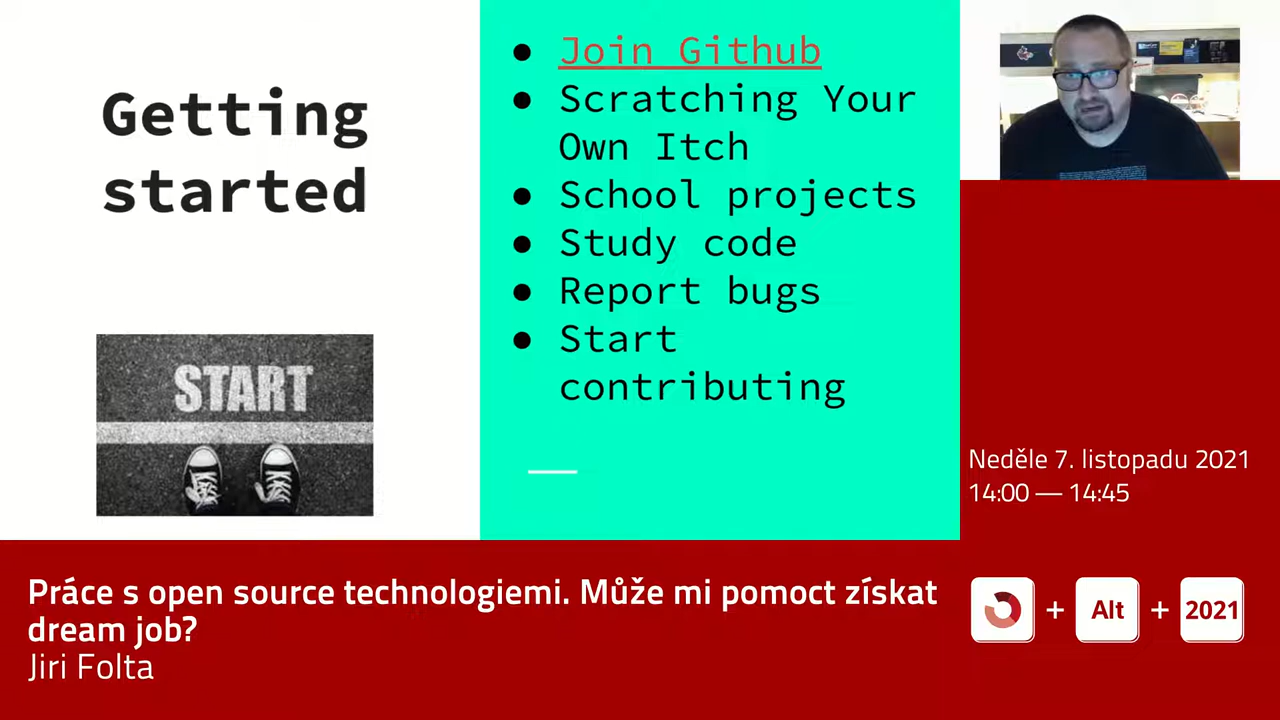 Getting
started
START
● Join Github
● Scratching Your
Own Itch
● School projects
● Study code
● Report bugs
● Start
contributing
Neděle 7. listopadu 2021
14:00 — 14:45
Práce s open source technologiemi. Může mi pomoct získat
dream job?
Jiri Folta
+ Alt + 2021